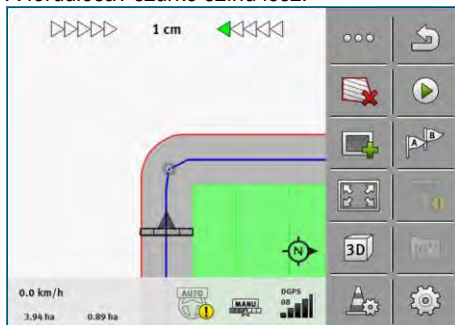 1 cm
A B
3D
N
0.0 km/h
3.94 ha 0.89 ha
AUTO
MANU
DGPS
08